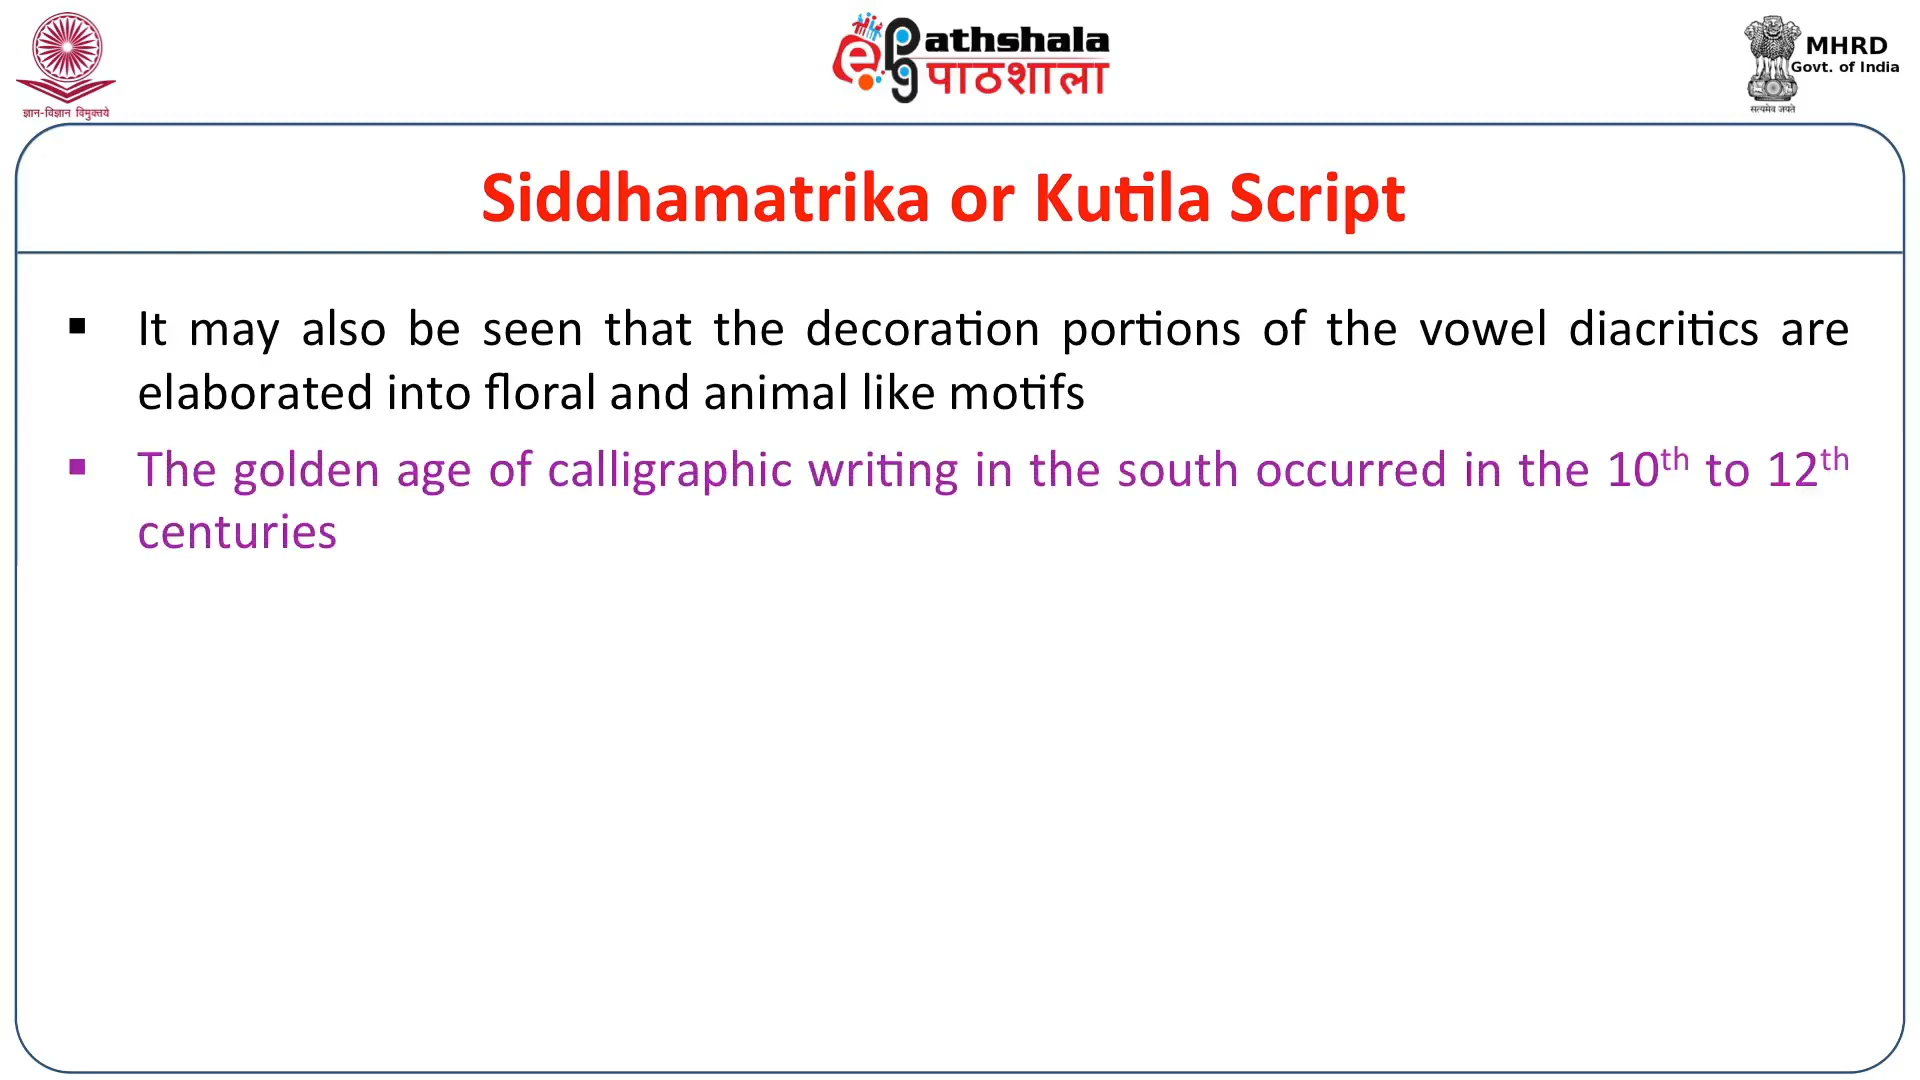 ज्ञान-विज्ञान विमुक्तये
ePathshala
पाठशाला
MHRD
Govt. of India
सत्यमेव जयते
Siddhamatrika or Kutila Script
▪ It may also be seen that the decoration portions of the vowel diacritics are
elaborated into floral and animal like motifs
▪ The golden age of calligraphic writing in the south occurred in the 10th to 12th
centuries